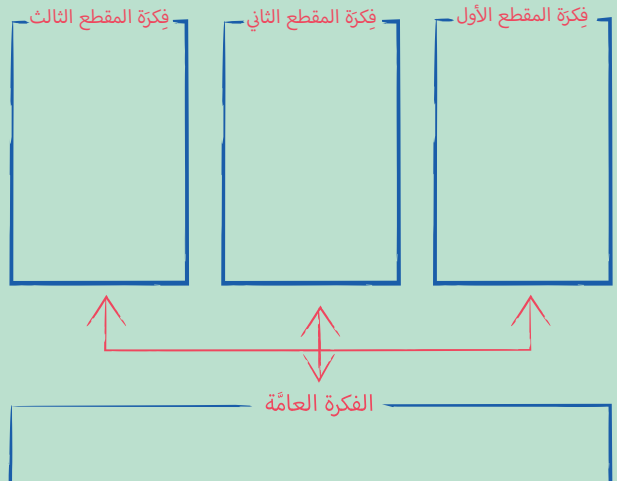 فِكرَة المقطع الأول
فِكرَة المقطع الثاني
فِكرَة المقطع الثالث
الفكرة العامَّة